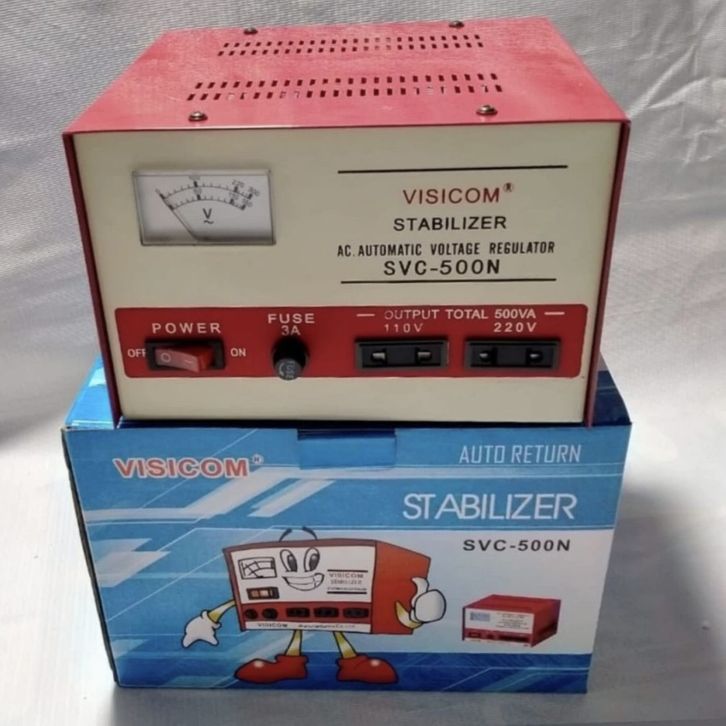 VISICOM®
STABILIZER
AC. AUTOMATIC VOLTAGE REGULATOR
SVC-500N
V
POWER
OFF
ON
FUSE
3A
OUTPUT TOTAL 500VA
110V
220V
VISICOM®
AUTO RETURN
STABILIZER
SVC-500N
VISICOM
VISICOM